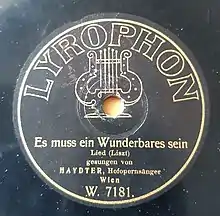 LYROPHON
Es muss ein Wunderbares sein
Lied (Liszt)
gesungen von
HAYDTER, Hofopernsänger
Wien
W. 7181.